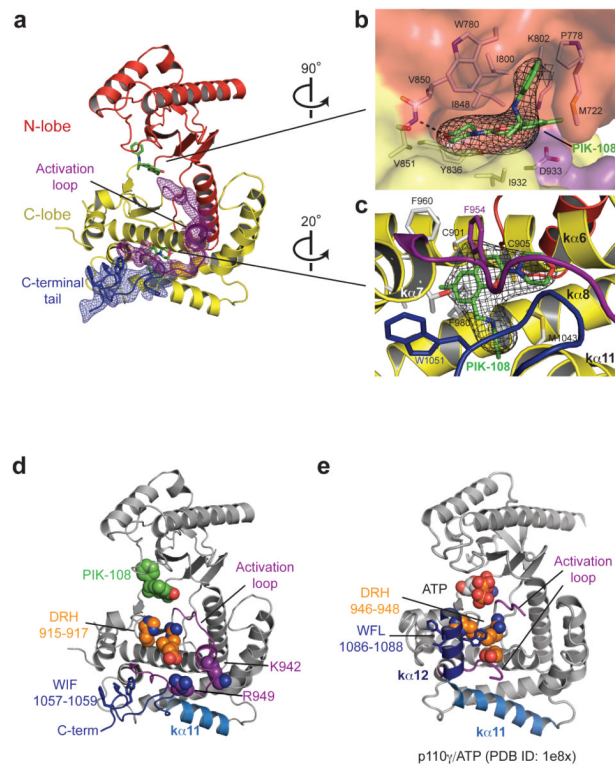 a
90°
N-lobe
Activation
loop
C-lobe
C-terminal
tail
20°
b
W780
K802
P778
I800
V850
I848
M722
PIK-108
V851
Y836
D933
I932
c
F960
F954
C901
C905
kα6
kα7
kα8
F980
M1043
W1051
kα11
PIK-108
d
PIK-108
Activation
loop
DRH
915-917
K942
WIF
1057-1059
R949
C-term
kα11
e
Activation
loop
ATP
DRH
946-948
WFL
1086-1088
kα12
kα11
p110γ/ATP (PDB ID: 1e8x)